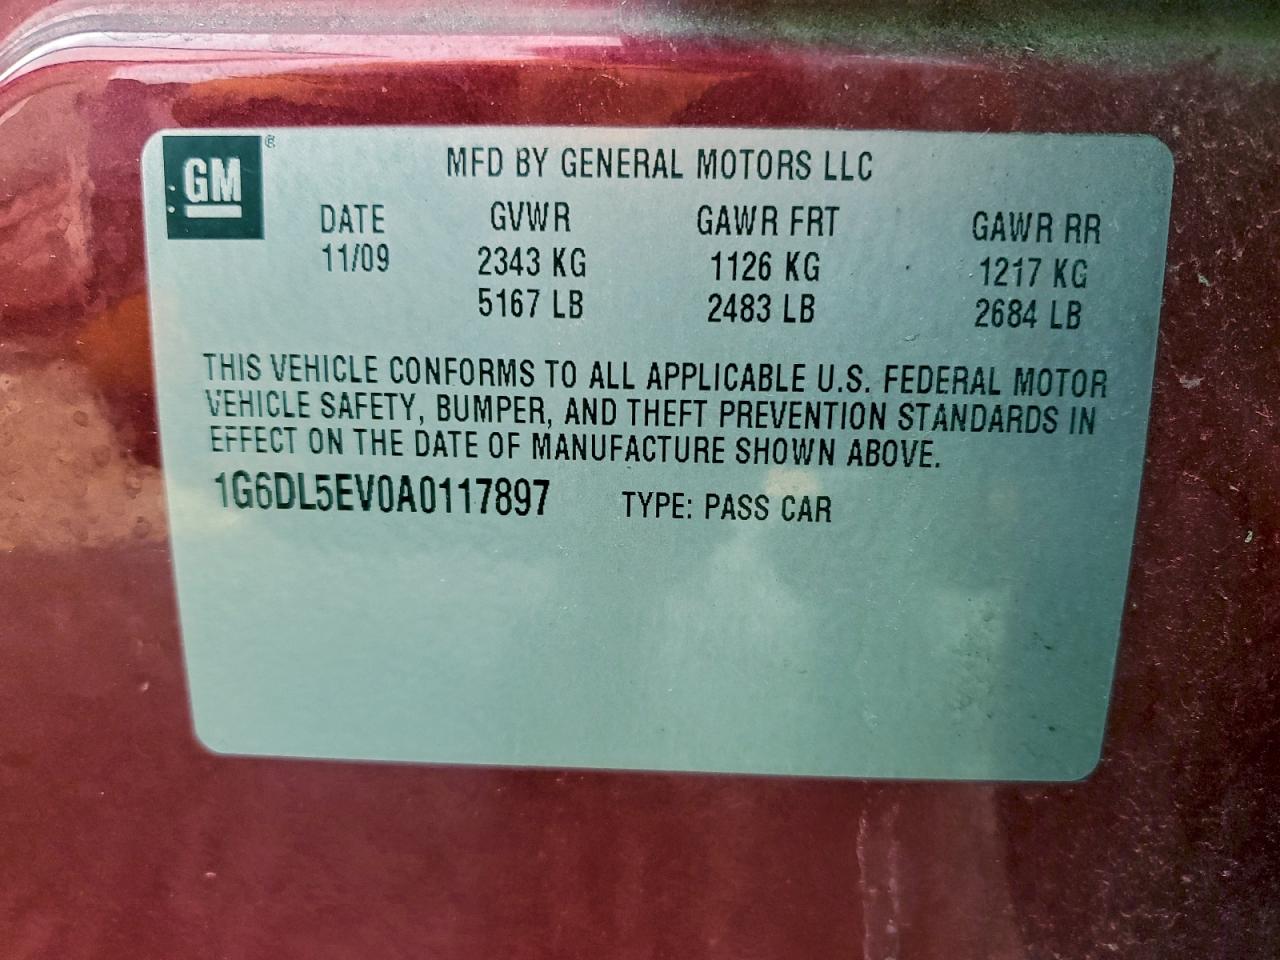 GM®
MFD BY GENERAL MOTORS LLC
DATE GVWR GAWR FRT GAWR RR
11/09 2343 KG 1126 KG 1217 KG
5167 LB 2483 LB 2684 LB
THIS VEHICLE CONFORMS TO ALL APPLICABLE U.S. FEDERAL MOTOR
VEHICLE SAFETY, BUMPER, AND THEFT PREVENTION STANDARDS IN
EFFECT ON THE DATE OF MANUFACTURE SHOWN ABOVE.
1G6DL5EV0A0117897 TYPE: PASS CAR